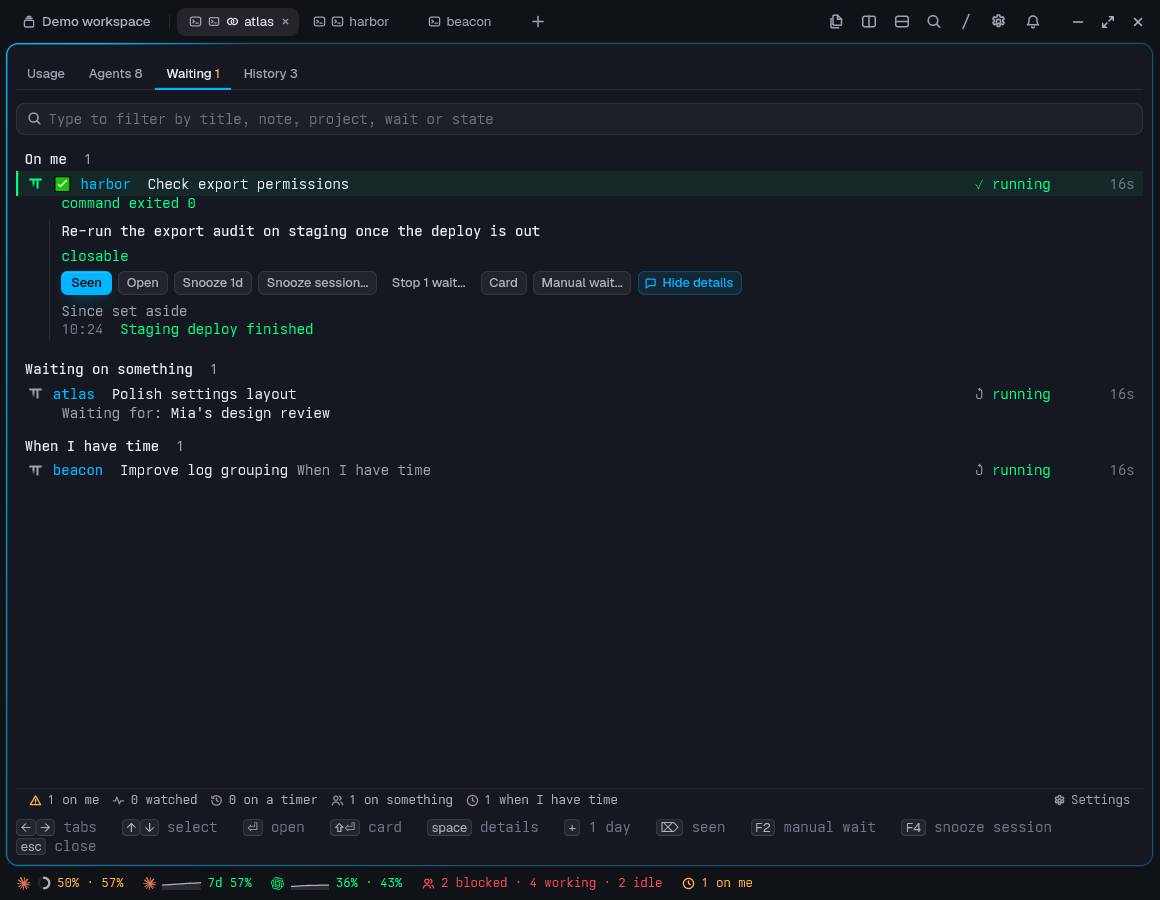 Demo workspace atlas × harbor beacon +
Usage Agents 8 Waiting 1 History 3
Type to filter by title, note, project, wait or state
On me 1
harbor Check export permissions ✓ running 16s
command exited 0
Re-run the export audit on staging once the deploy is out
closable
Seen Open Snooze 1d Snooze session… Stop 1 wait… Card Manual wait… Hide details
Since set aside
10:24 Staging deploy finished
Waiting on something 1
atlas Polish settings layout running 16s
Waiting for: Mia's design review
When I have time 1
beacon Improve log grouping When I have time running 16s
1 on me 0 watched 0 on a timer 1 on something 1 when I have time Settings
← → tabs ↑ ↓ select ⏎ open ⇧⏎ card space details + 1 day ⌦ seen F2 manual wait F4 snooze session
esc close
50% · 57% 7d 57% 36% · 43% 2 blocked · 4 working · 2 idle 1 on me